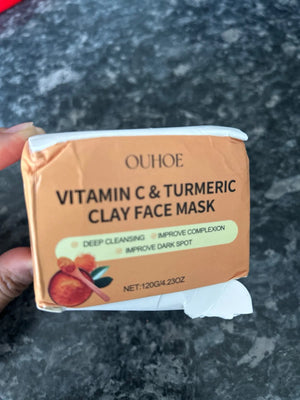 OUHOE
VITAMIN C & TURMERIC
CLAY FACE MASK
DEEP CLEANSING IMPROVE COMPLEXION
IMPROVE DARK SPOT
NET:120G/4.23OZ